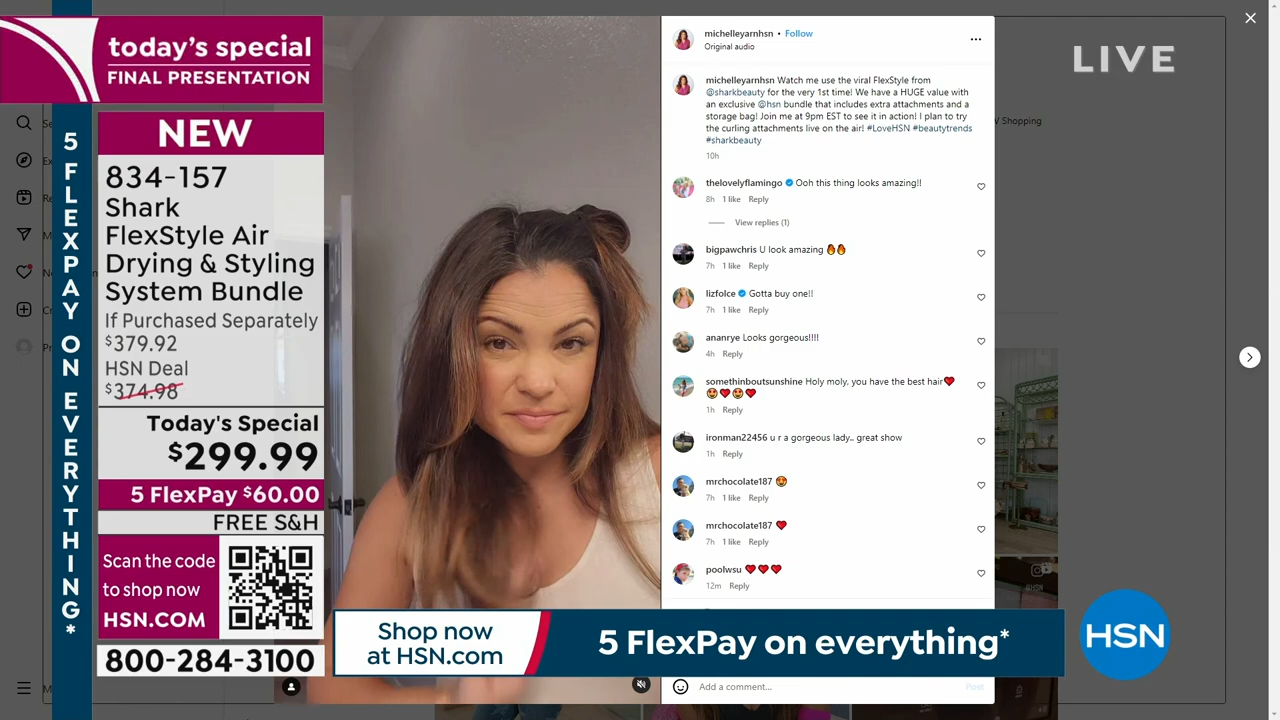 today's special
FINAL PRESENTATION
5 FLEXPAY ON EVERYTHING*
NEW
834-157
Shark
FlexStyle Air
Drying & Styling
System Bundle
If Purchased Separately
$379.92
HSN Deal
$374.98
Today's Special
$299.99
5 FlexPay $60.00
FREE S&H
Scan the code
to shop now
HSN.COM
800-284-3100
michelleyarnhsn • Follow
Original audio
michelleyarnhsn Watch me use the viral FlexStyle from
@sharkbeauty for the very 1st time! We have a HUGE value with
an exclusive @hsn bundle that includes extra attachments and a
storage bag! Join me at 9pm EST to see it in action! I plan to try
the curling attachments live on the air! #LoveHSN #beautytrends
#sharkbeauty
10h
thelovelyflamingo Ooh this thing looks amazing!!
8h 1 like Reply
View replies (1)
bigpawchris U look amazing 🔥🔥
7h 1 like Reply
lizfolce Gotta buy one!!
7h 1 like Reply
ananrye Looks gorgeous!!!!
4h Reply
somethinboutsunshine Holy moly, you have the best hair❤️
😍❤️😍❤️
1h Reply
ironman22456 u r a gorgeous lady.. great show
1h Reply
mrchocolate187 😍
7h 1 like Reply
mrchocolate187 ❤️
7h 1 like Reply
poolwsu ❤️❤️❤️
12m Reply
Add a comment...
Post
LIVE
Shopping
@HSN
Shop now
at HSN.com
5 FlexPay on everything*
HSN